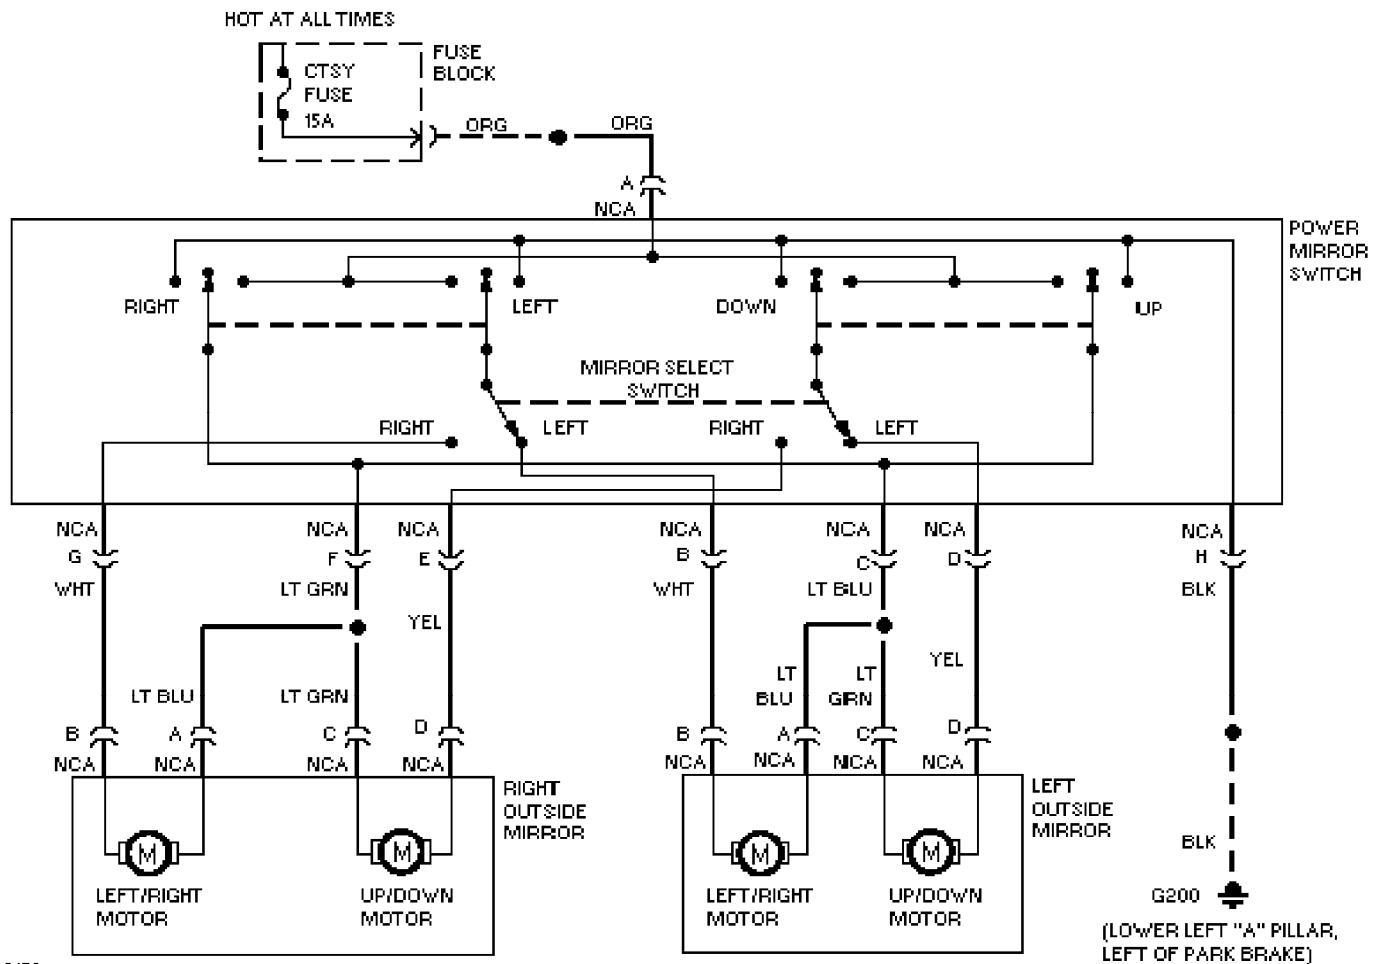 HOT AT ALL TIMES
FUSE
BLOCK
CTSY
FUSE
15A
ORG
ORG
A
NCA
POWER
MIRROR
SWITCH
RIGHT
LEFT
DOWN
UP
MIRROR SELECT
SWITCH
RIGHT
LEFT
RIGHT
LEFT
NCA
NCA
NCA
NCA
NCA
NCA
NCA
G
F
E
B
C
D
H
WHT
LT GRN
WHT
LT BLU
BLK
YEL
YEL
LT BLU
LT GRN
LT
BLU
LT
GRN
B
A
C
D
B
A
C
D
NCA
NCA
NCA
NCA
NCA
NCA
NCA
NCA
RIGHT
OUTSIDE
MIRROR
LEFT
OUTSIDE
MIRROR
BLK
M
M
M
M
LEFT/RIGHT
MOTOR
UP/DOWN
MOTOR
LEFT/RIGHT
MOTOR
UP/DOWN
MOTOR
G200
(LOWER LEFT "A" PILLAR,
LEFT OF PARK BRAKE)